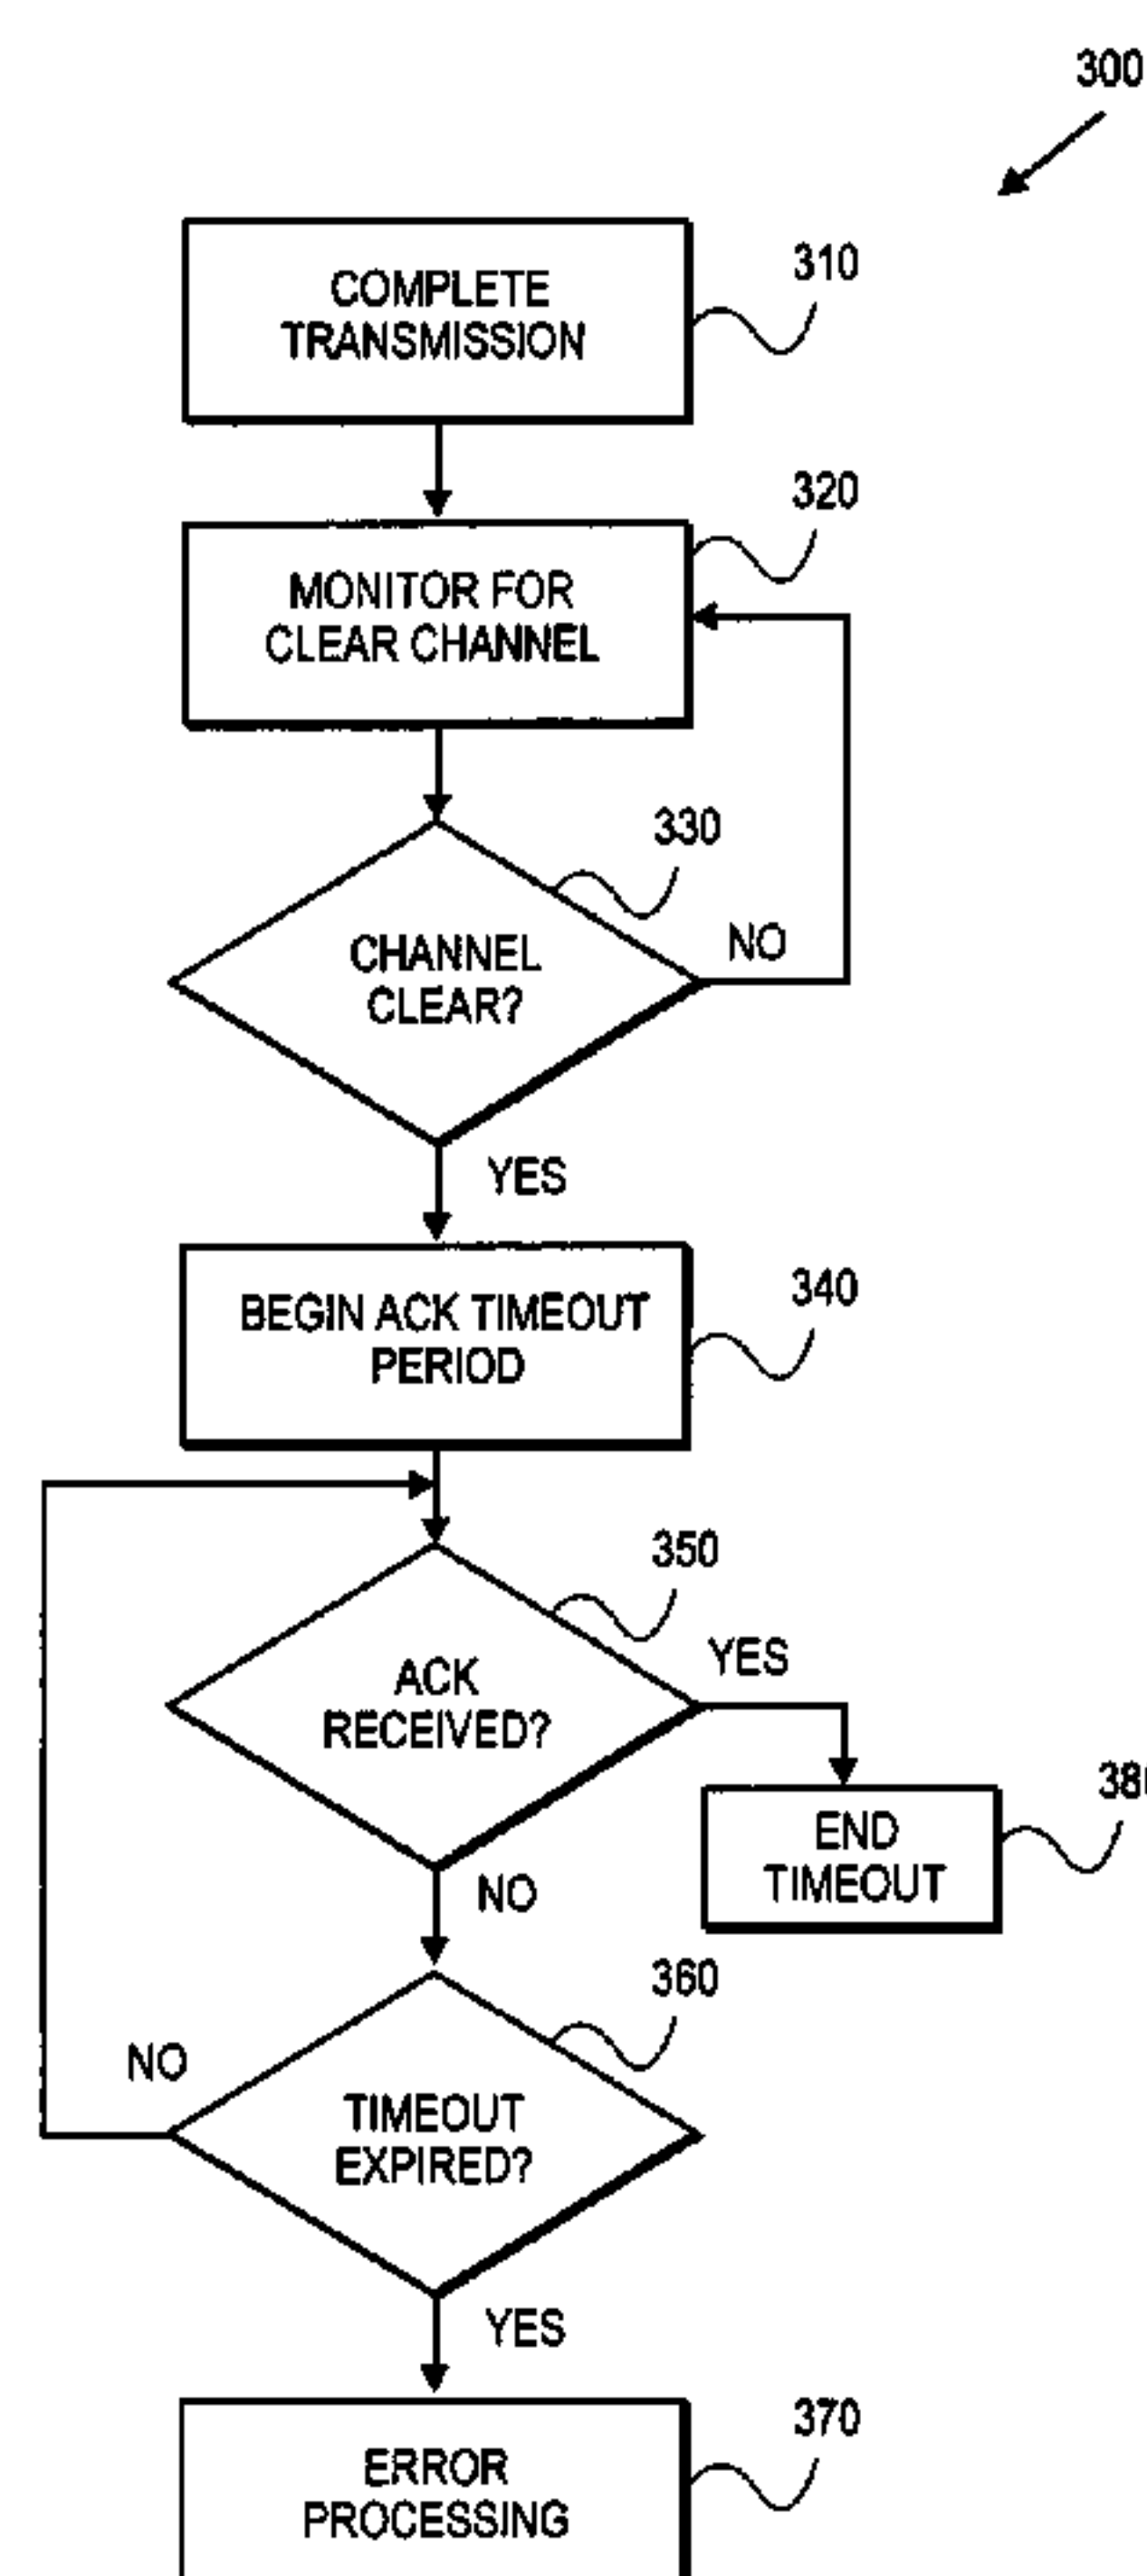 300
COMPLETE
TRANSMISSION
310
MONITOR FOR
CLEAR CHANNEL
320
330
CHANNEL
CLEAR?
NO
YES
BEGIN ACK TIMEOUT
PERIOD
340
350
ACK
RECEIVED?
YES
NO
END
TIMEOUT
360
TIMEOUT
EXPIRED?
NO
YES
ERROR
PROCESSING
370